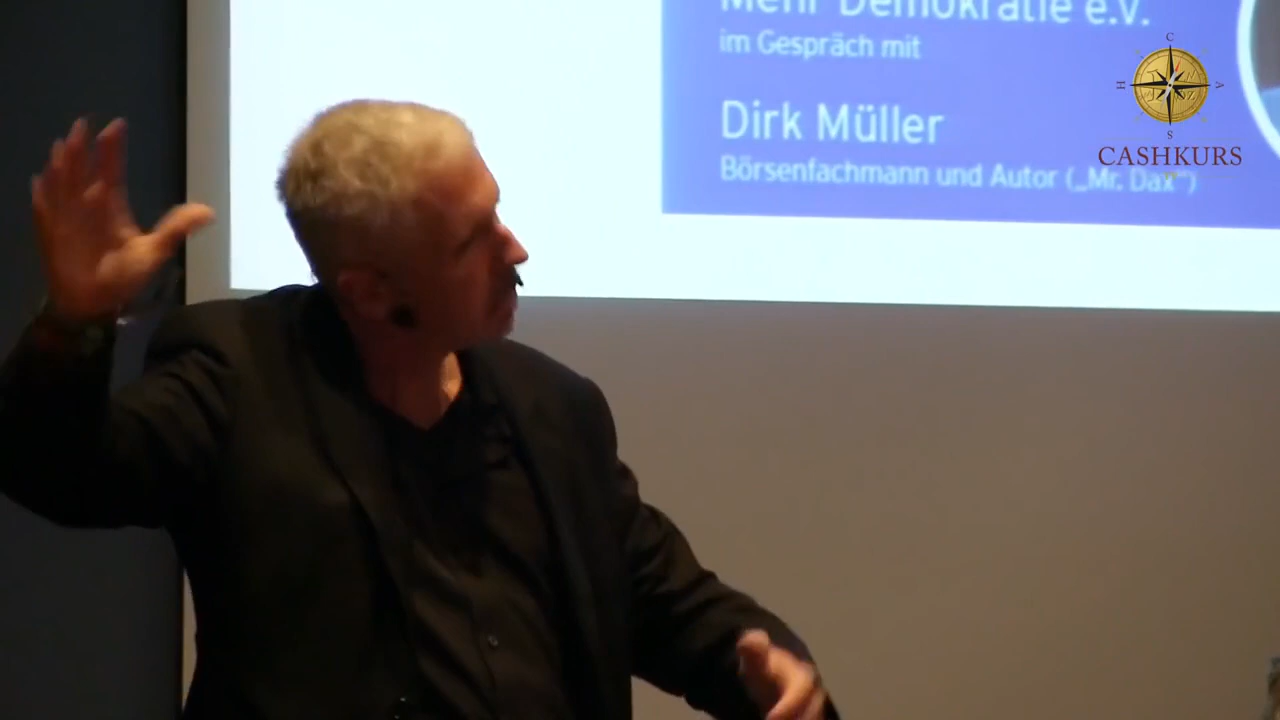 Mehr Demokratie e.V.
im Gespräch mit
Dirk Müller
Börsenfachmann und Autor („Mr. Dax“)
C
H A
S
CASHKURS